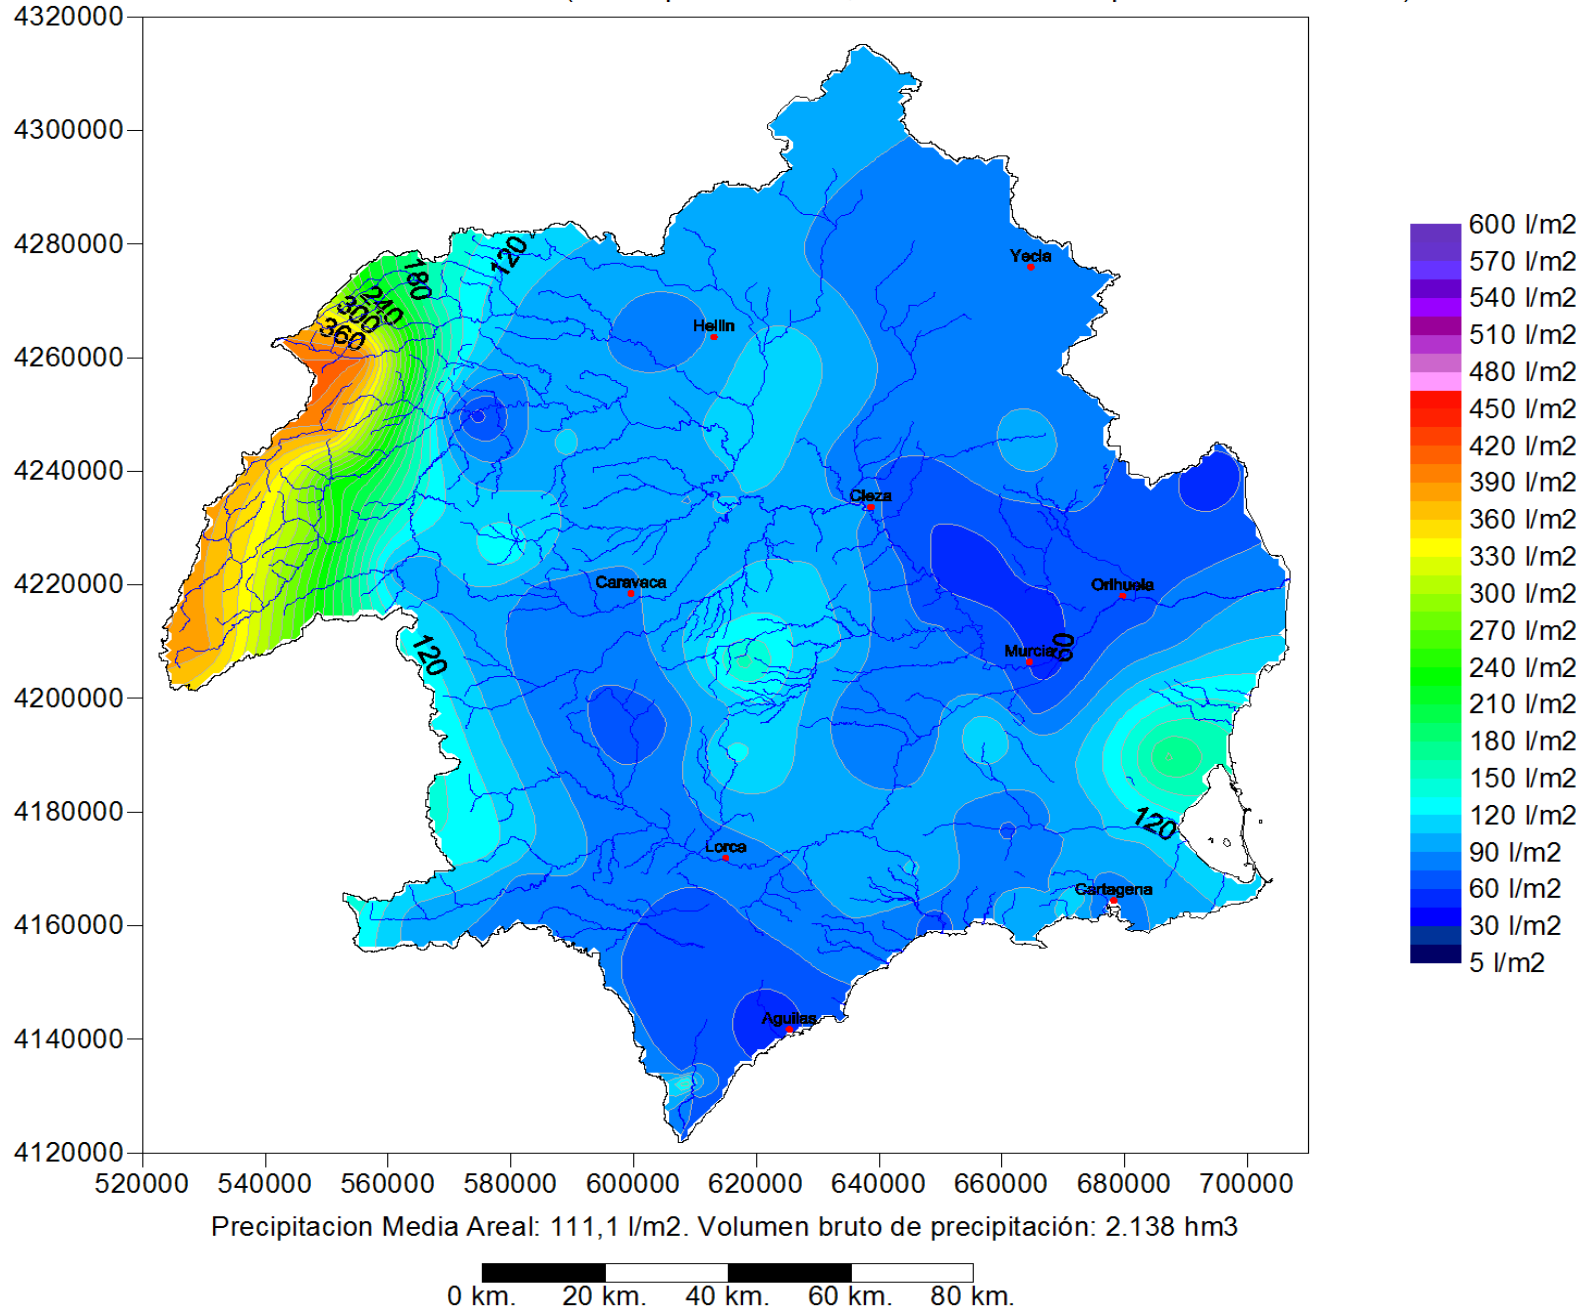 4320000
4300000
4280000
4260000
4240000
4220000
4200000
4180000
4160000
4140000
4120000
520000 540000 560000 580000 600000 620000 640000 660000 680000 700000
120
180
240
300
360
Yecla
Hellin
Cieza
Caravaca
Orihuela
Murcia
60
120
120
Lorca
Cartagena
Aguilas
600 l/m2
570 l/m2
540 l/m2
510 l/m2
480 l/m2
450 l/m2
420 l/m2
390 l/m2
360 l/m2
330 l/m2
300 l/m2
270 l/m2
240 l/m2
210 l/m2
180 l/m2
150 l/m2
120 l/m2
90 l/m2
60 l/m2
30 l/m2
5 l/m2
Precipitacion Media Areal: 111,1 l/m2. Volumen bruto de precipitación: 2.138 hm3
0 km. 20 km. 40 km. 60 km. 80 km.